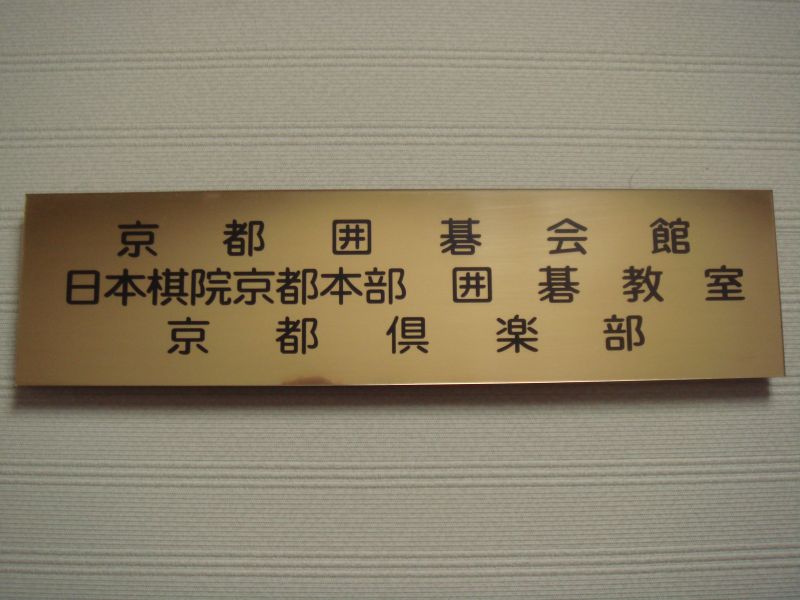 京都囲碁会館
日本棋院京都本部 囲碁教室
京都倶楽部